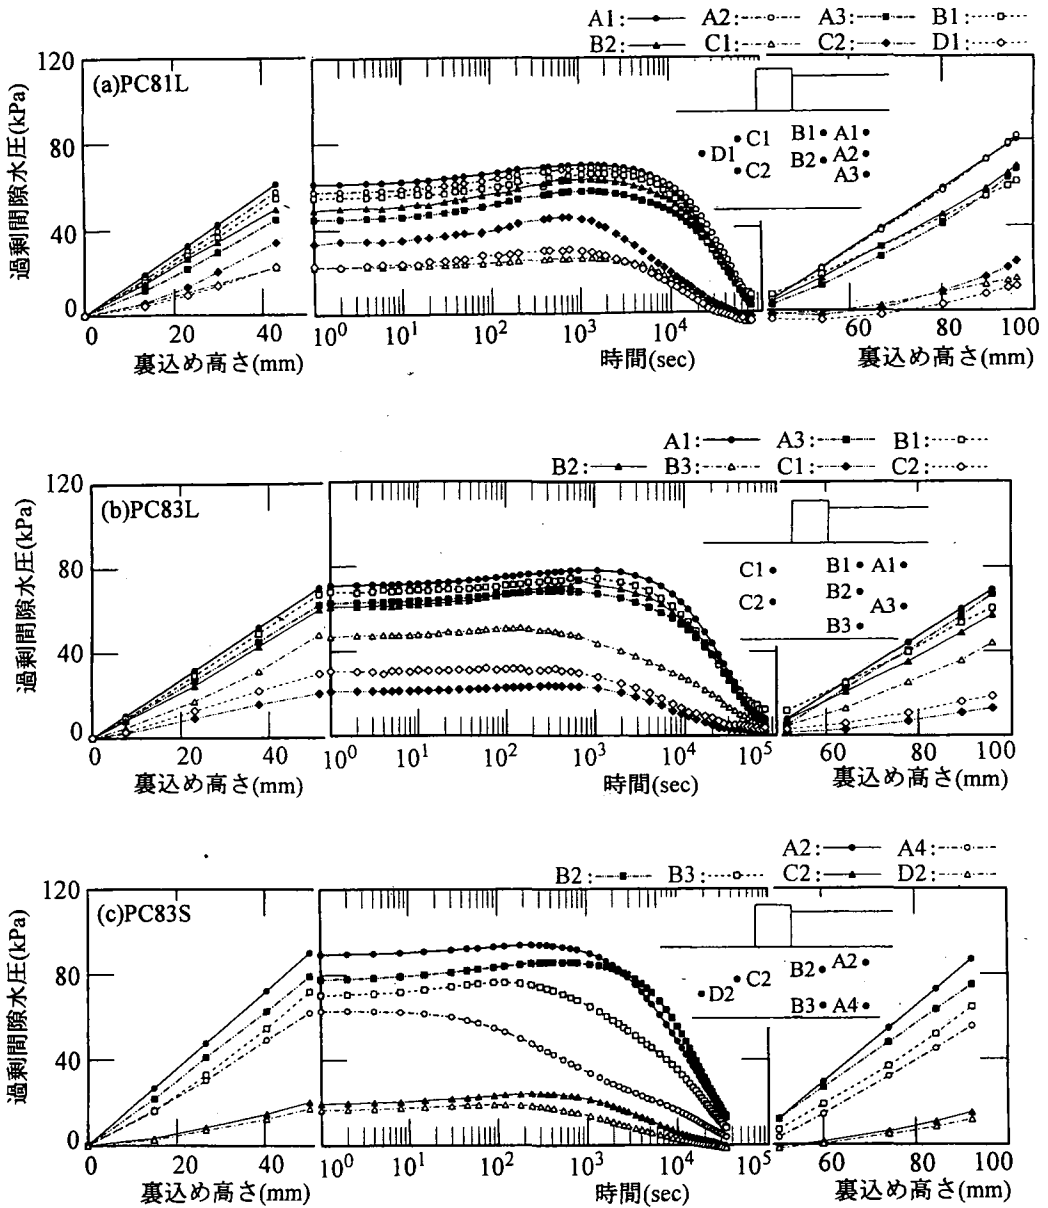 A1: A2: A3: B1:
B2: C1: C2: D1:
過剰間隙水圧(kPa)
120
80
40
0
(a)PC81L
C1 B1 A1
D1 B2 A2
C2 A3
0 20 40 10⁰ 10¹ 10² 10³ 10⁴ 60 80 100
裏込め高さ(mm) 時間(sec) 裏込め高さ(mm)
A1: A3: B1:
B2: B3: C1: C2:
過剰間隙水圧(kPa)
120
80
40
0
(b)PC83L
C1 B1 A1
C2 B2
A3
B3
0 20 40 10⁰ 10¹ 10² 10³ 10⁴ 10⁵ 60 80 100
裏込め高さ(mm) 時間(sec) 裏込め高さ(mm)
A2: A4:
B2: B3: C2: D2:
過剰間隙水圧(kPa)
120
80
40
0
(c)PC83S
C2 B2 A2
D2
B3 A4
0 20 40 10⁰ 10¹ 10² 10³ 10⁴ 10⁵ 60 80 100
裏込め高さ(mm) 時間(sec) 裏込め高さ(mm)